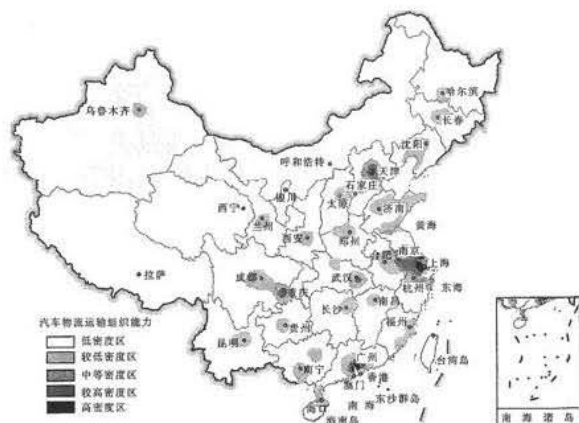 哈尔滨
乌鲁木齐
长春
沈阳
呼和浩特
天津
石家庄
银川
太原
济南
西宁
兰州
黄海
西安
郑州
南京
合肥
上海
拉萨
成都
武汉
杭州
东海
重庆
南昌
长沙
贵州
福州
昆明
台湾岛
广州
南宁
香港
澳门
东沙群岛
海口
南海
海南岛
汽车物流运输组织能力
低密度区
较低密度区
中等密度区
较高密度区
高密度区
南海诸岛